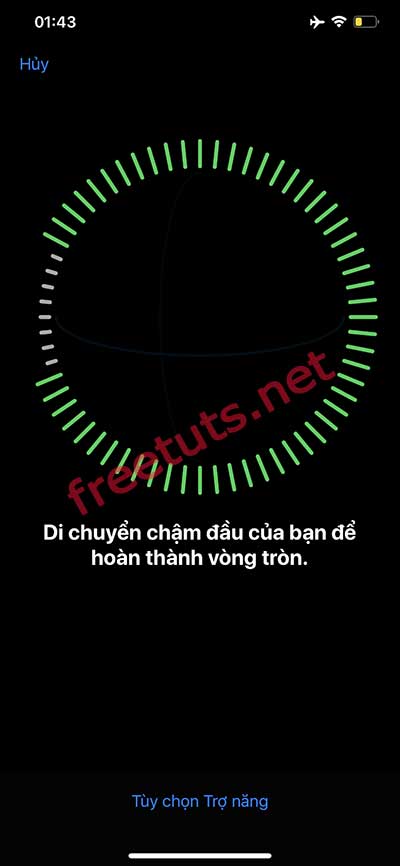 01:43
Hủy
freetuts.net
Di chuyển chậm đầu của bạn để
hoàn thành vòng tròn.
Tùy chọn Trợ năng